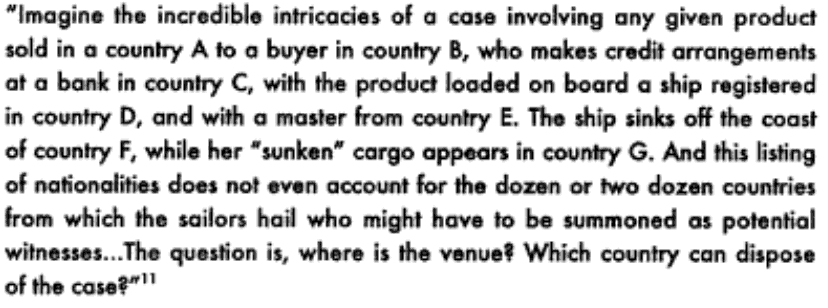 "Imagine the incredible intricacies of a case involving any given product
sold in a country A to a buyer in country B, who makes credit arrangements
at a bank in country C, with the product loaded on board a ship registered
in country D, and with a master from country E. The ship sinks off the coast
of country F, while her "sunken" cargo appears in country G. And this listing
of nationalities does not even account for the dozen or two dozen countries
from which the sailors hail who might have to be summoned as potential
witnesses...The question is, where is the venue? Which country can dispose
of the case?"11